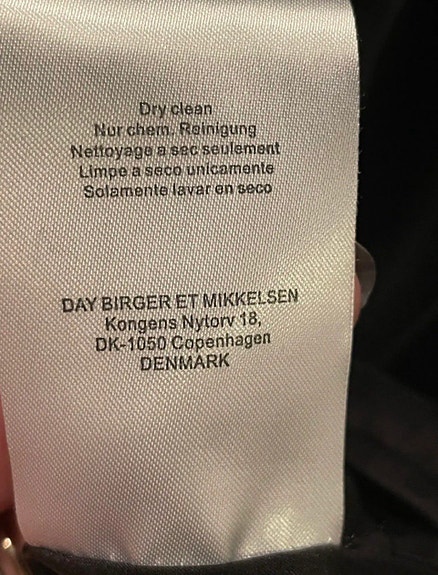 Dry clean
Nur chem. Reinigung
Nettoyage a sec seulement
Limpe a seco unicamente
Solamente lavar en seco
DAY BIRGER ET MIKKELSEN
Kongens Nytorv 18,
DK-1050 Copenhagen
DENMARK